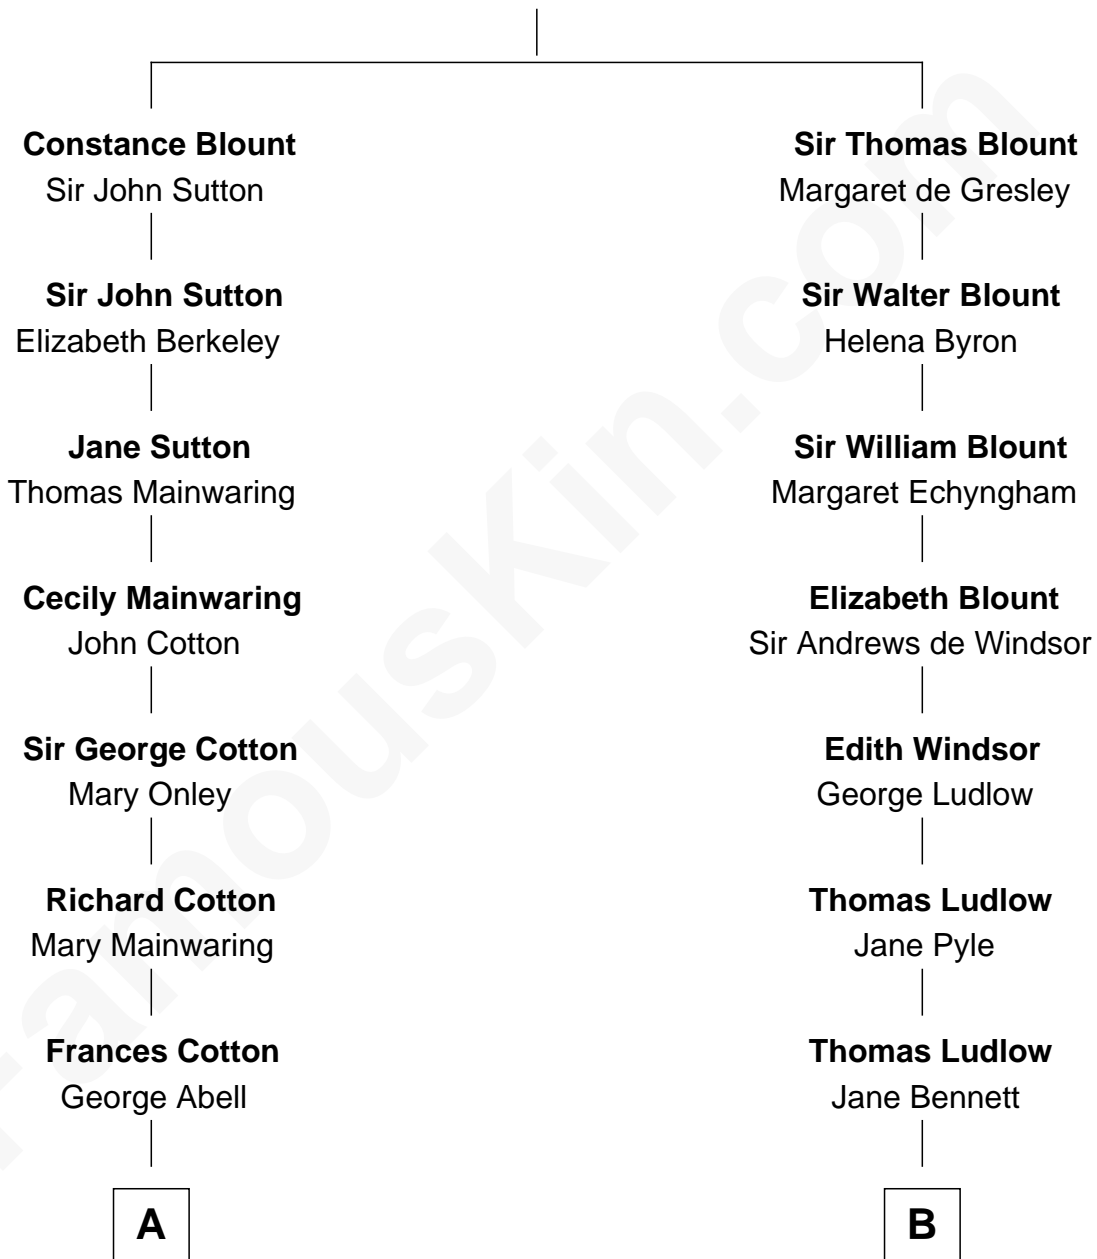 Constance Blount
Sir John Sutton
Sir John Sutton
Elizabeth Berkeley
Jane Sutton
Thomas Mainwaring
Cecily Mainwaring
John Cotton
Sir George Cotton
Mary Onley
Richard Cotton
Mary Mainwaring
Frances Cotton
George Abell
A
Sir Thomas Blount
Margaret de Gresley
Sir Walter Blount
Helena Byron
Sir William Blount
Margaret Echyngham
Elizabeth Blount
Sir Andrews de Windsor
Edith Windsor
George Ludlow
Thomas Ludlow
Jane Pyle
Thomas Ludlow
Jane Bennett
B
FamousKin.com